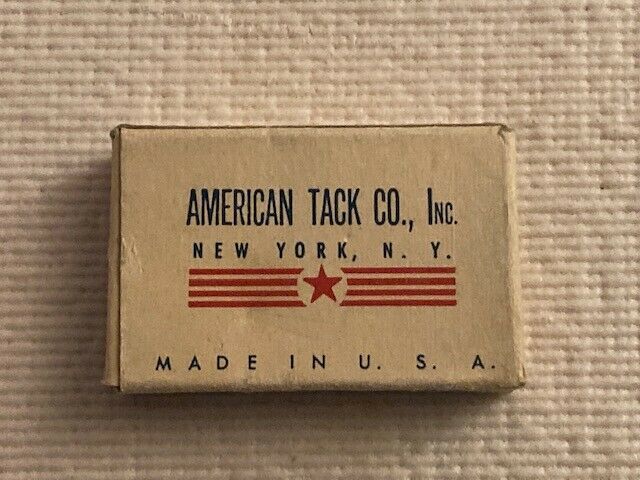 AMERICAN TACK CO., INC.
NEW YORK, N. Y.
MADE IN U. S. A.